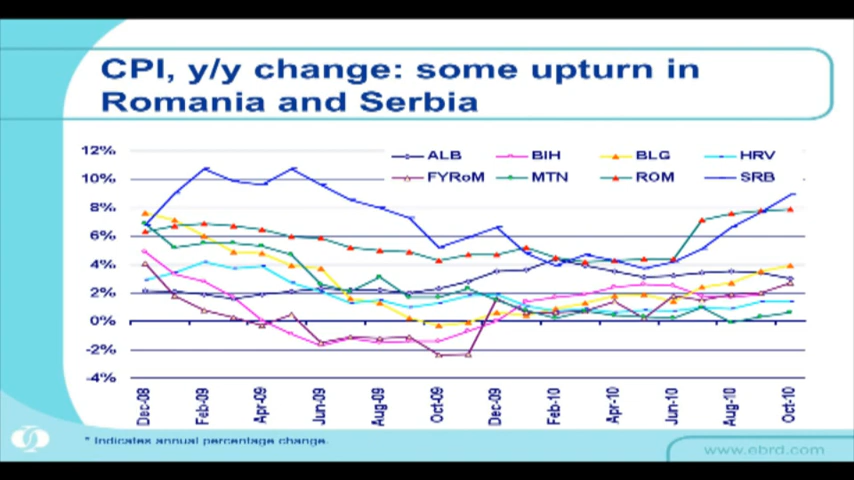 CPI, y/y change: some upturn in
Romania and Serbia
12%
10%
8%
6%
4%
2%
0%
-2%
-4%
ALB BIH BLG HRV
FYRoM MTN ROM SRB
Dec-08 Feb-09 Apr-09 Jun-09 Aug-09 Oct-09 Dec-09 Feb-10 Apr-10 Jun-10 Aug-10 Oct-10
* Indicates annual percentage change.
www.ebrd.com